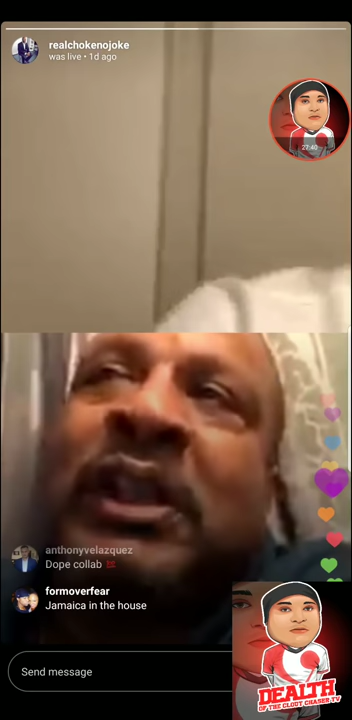 realchokenojoke
was live • 1d ago
27:40
anthonyvelazquez
Dope collab
formoverfear
Jamaica in the house
Send message
DEALTH
OF THE CLOUT CHASER TV